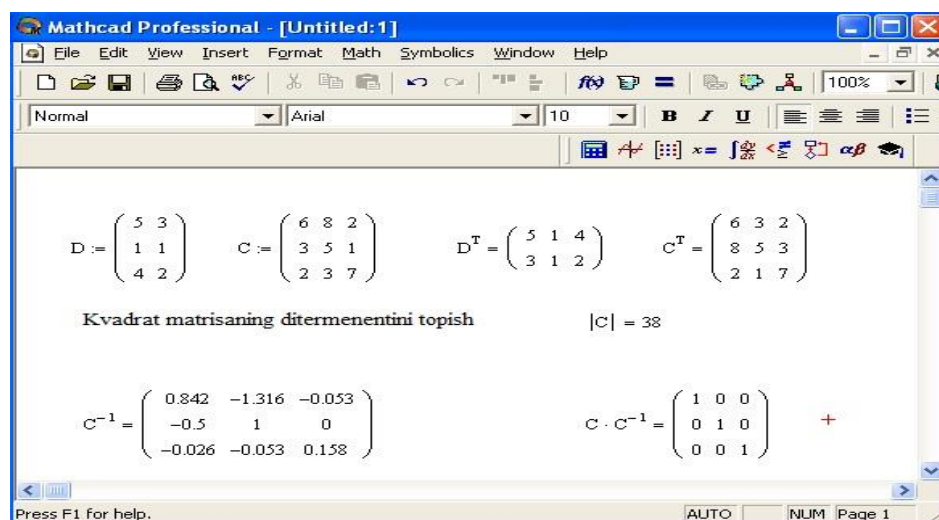 Mathcad Professional - [Untitled:1]
File Edit View Insert Format Math Symbolics Window Help
100%
Normal Arial 10 B I U
D := ( 5 3 ; 1 1 ; 4 2 ) C := ( 6 8 2 ; 3 5 1 ; 2 3 7 ) D^T = ( 5 1 4 ; 3 1 2 ) C^T = ( 6 3 2 ; 8 5 3 ; 2 1 7 )
Kvadrat matrisaning ditermenentini topish |C| = 38
C^-1 = ( 0.842 -1.316 -0.053 ; -0.5 1 0 ; -0.026 -0.053 0.158 ) C · C^-1 = ( 1 0 0 ; 0 1 0 ; 0 0 1 )
Press F1 for help. AUTO NUM Page 1